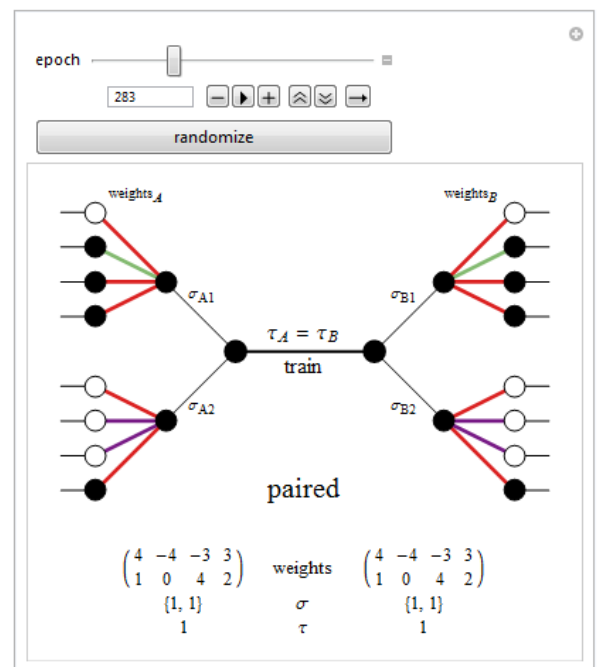 epoch
283
randomize
weights_A weights_B
σ_A1 σ_B1
τ_A = τ_B
train
σ_A2 σ_B2
paired
4 −4 −3 3 4 −4 −3 3
weights weights
1 0 4 2 1 0 4 2
{1, 1} σ {1, 1}
1 τ 1